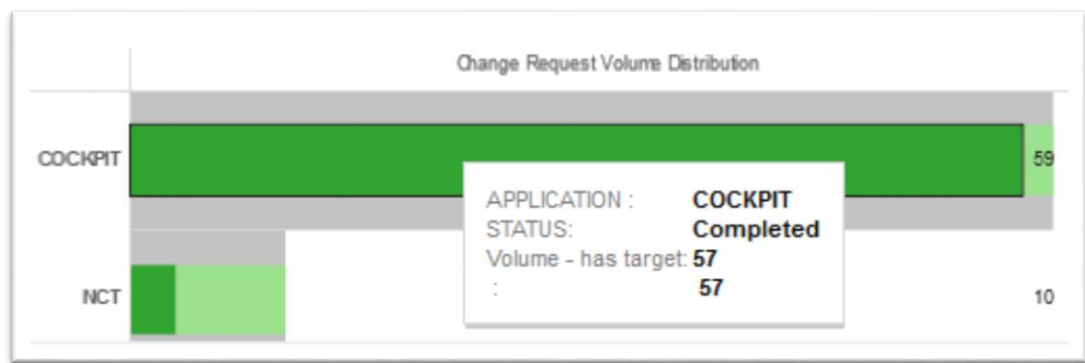 Change Request Volume Distribution
COCKPIT
59
APPLICATION : COCKPIT
STATUS: Completed
Volume - has target: 57
: 57
NCT
10